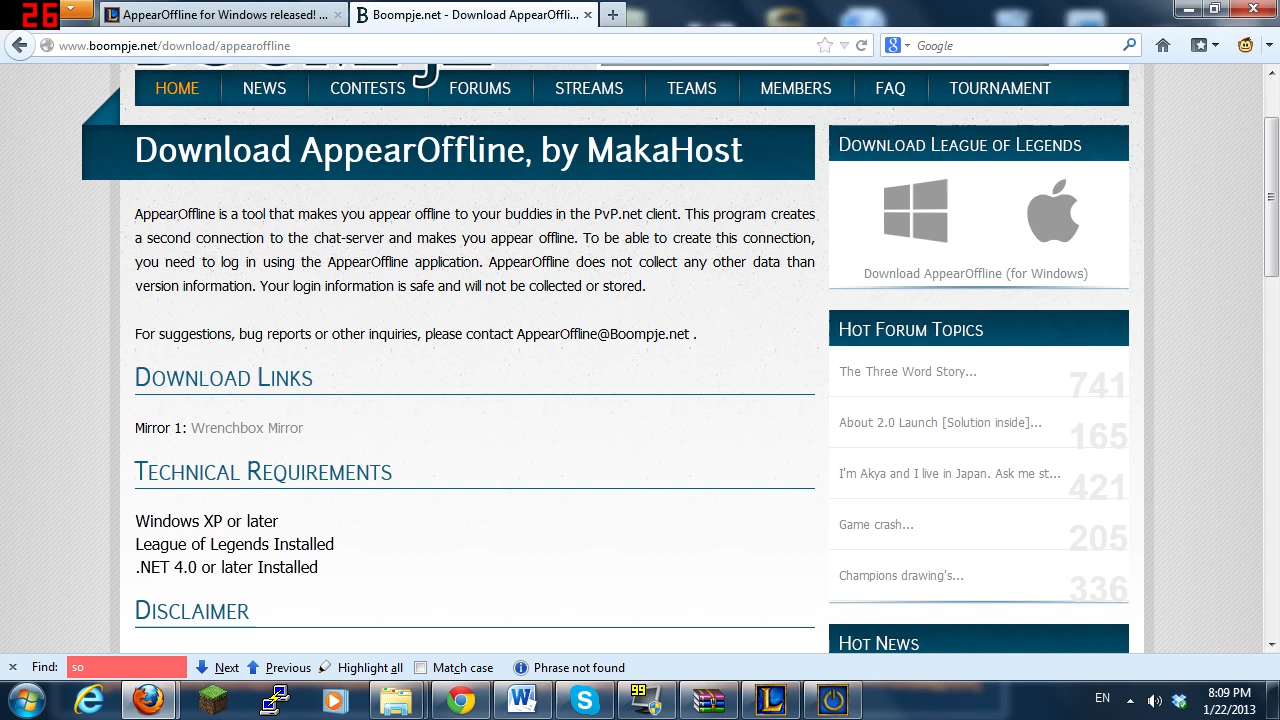 26
AppearOffline for Windows released! ...
Boompje.net - Download AppearOffli...
www.boompje.net/download/appearoffline
Google
HOME NEWS CONTESTS FORUMS STREAMS TEAMS MEMBERS FAQ TOURNAMENT
Download AppearOffline, by MakaHost
AppearOffline is a tool that makes you appear offline to your buddies in the PvP.net client. This program creates
a second connection to the chat-server and makes you appear offline. To be able to create this connection,
you need to log in using the AppearOffline application. AppearOffline does not collect any other data than
version information. Your login information is safe and will not be collected or stored.
For suggestions, bug reports or other inquiries, please contact AppearOffline@Boompje.net .
Download Links
Mirror 1: Wrenchbox Mirror
Technical Requirements
Windows XP or later
League of Legends Installed
.NET 4.0 or later Installed
Disclaimer
Download League of Legends
Download AppearOffline (for Windows)
Hot Forum Topics
The Three Word Story... 741
About 2.0 Launch [Solution inside]... 165
I'm Akya and I live in Japan. Ask me st... 421
Game crash... 205
Champions drawing's... 336
Hot News
Find: so Next Previous Highlight all Match case Phrase not found
99
EN
8:09 PM
1/22/2013